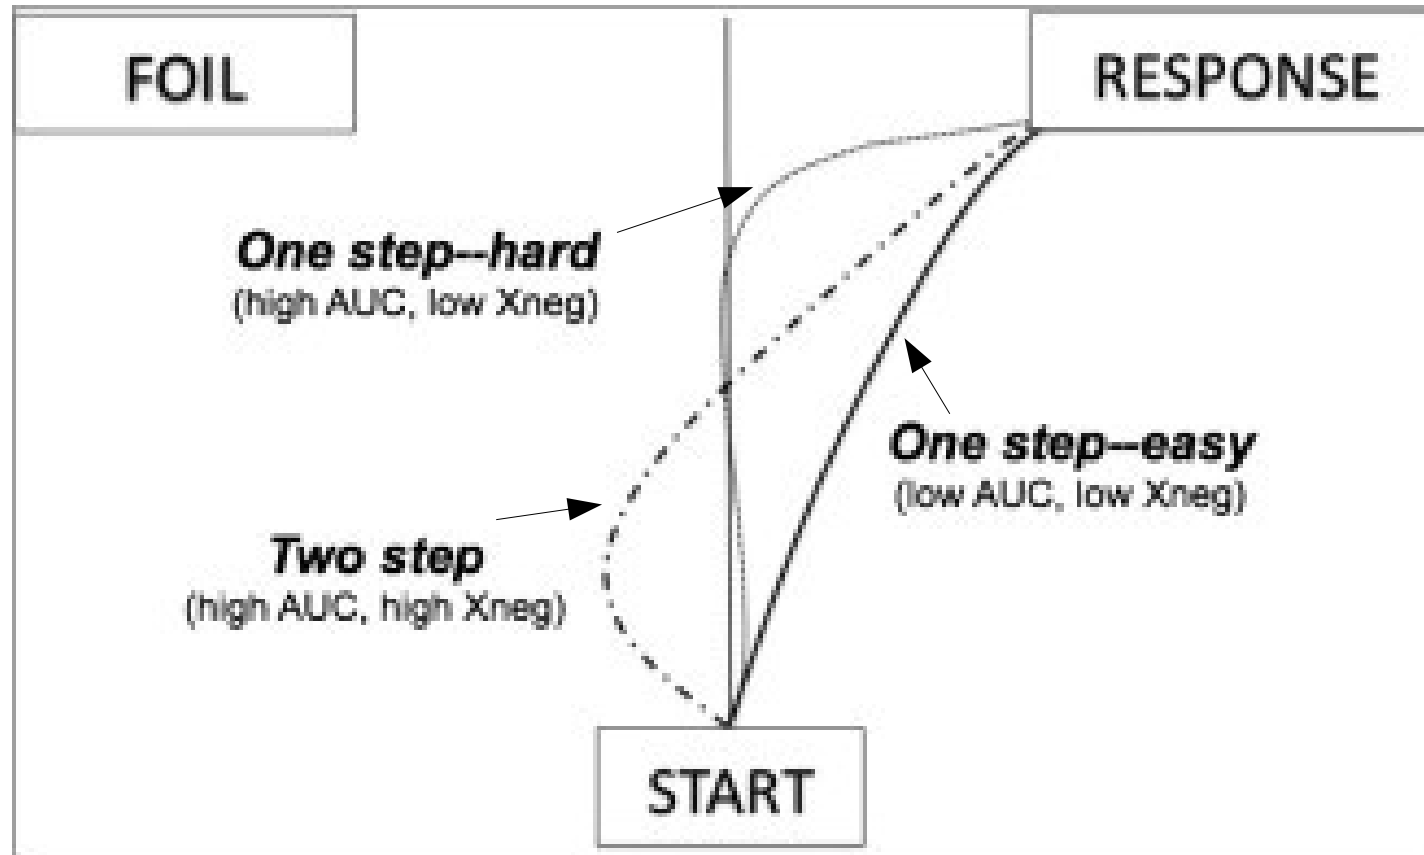 FOIL
RESPONSE
One step--hard
(high AUC, low Xneg)
One step--easy
(low AUC, low Xneg)
Two step
(high AUC, high Xneg)
START